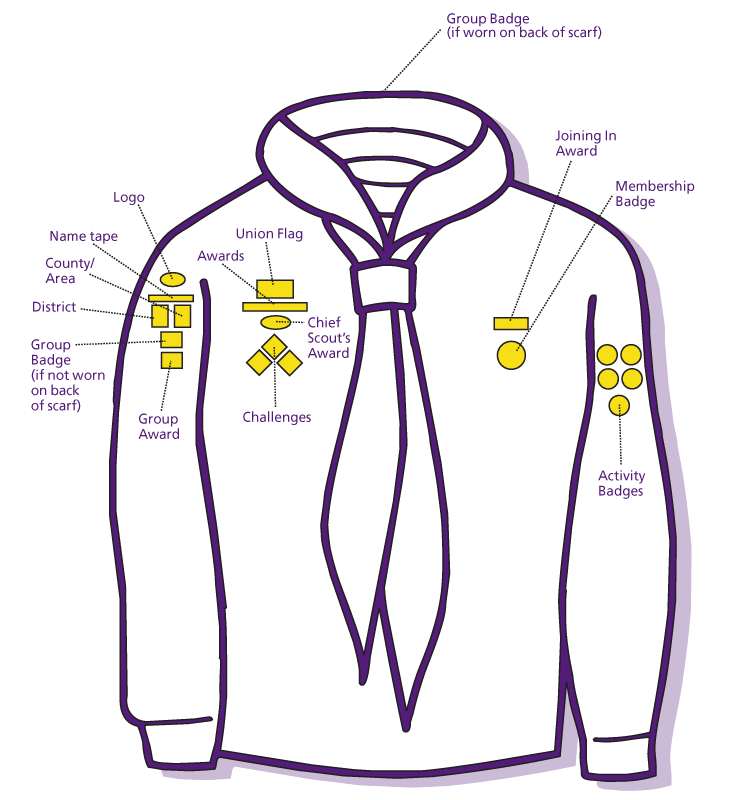 Group Badge
(if worn on back of scarf)
Joining In
Award
Membership
Badge
Logo
Name tape
Union Flag
Awards
County/
Area
District
Chief
Scout's
Award
Group
Badge
(if not worn
on back
of scarf)
Group
Award
Challenges
Activity
Badges